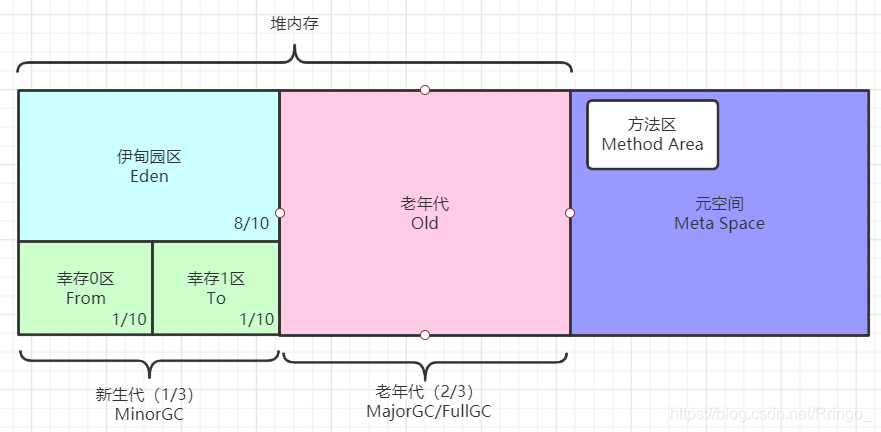 堆内存
伊甸园区
Eden
8/10
幸存0区
From
1/10
幸存1区
To
1/10
老年代
Old
方法区
Method Area
元空间
Meta Space
新生代（1/3）
MinorGC
老年代（2/3）
MajorGC/FullGC
https://blog.csdn.net/Rringo_